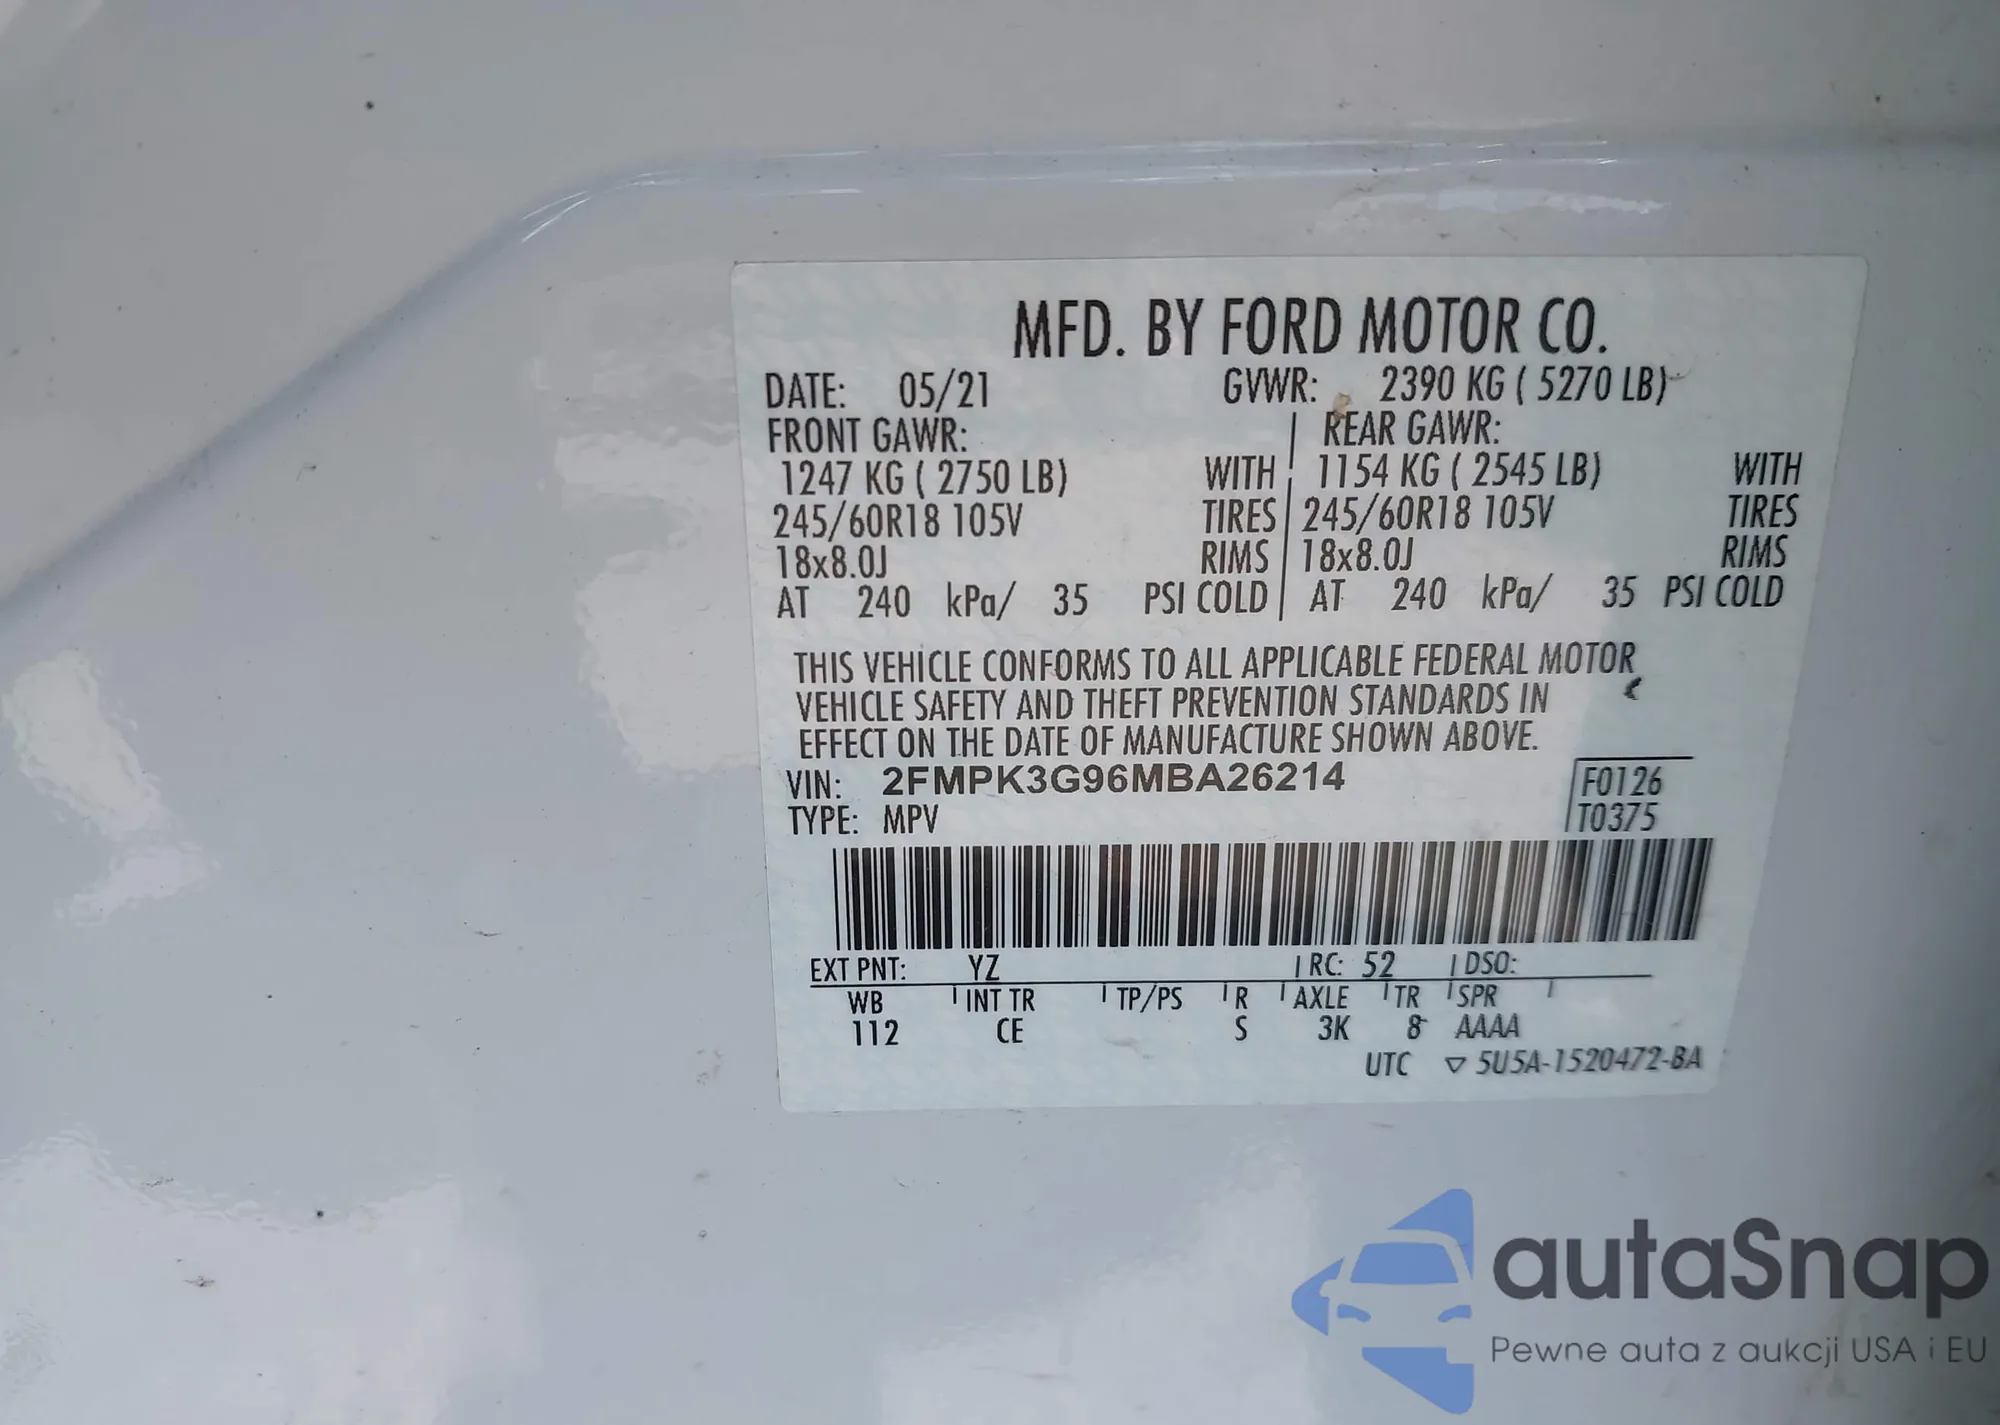 MFD. BY FORD MOTOR CO.
DATE: 05/21 GVWR: 2390 KG ( 5270 LB)
FRONT GAWR: REAR GAWR:
1247 KG ( 2750 LB) WITH 1154 KG ( 2545 LB) WITH
245/60R18 105V TIRES 245/60R18 105V TIRES
18x8.0J RIMS 18x8.0J RIMS
AT 240 kPa/ 35 PSI COLD AT 240 kPa/ 35 PSI COLD
THIS VEHICLE CONFORMS TO ALL APPLICABLE FEDERAL MOTOR
VEHICLE SAFETY AND THEFT PREVENTION STANDARDS IN
EFFECT ON THE DATE OF MANUFACTURE SHOWN ABOVE.
VIN: 2FMPK3G96MBA26214 F0126
TYPE: MPV T0375
EXT PNT: YZ RC: 52 DSO:
WB INT TR TP/PS R AXLE TR SPR
112 CE S 3K 8 AAAA
UTC ▽ 5U5A-1520472-BA
autaSnap
Pewne auta z aukcji USA i EU